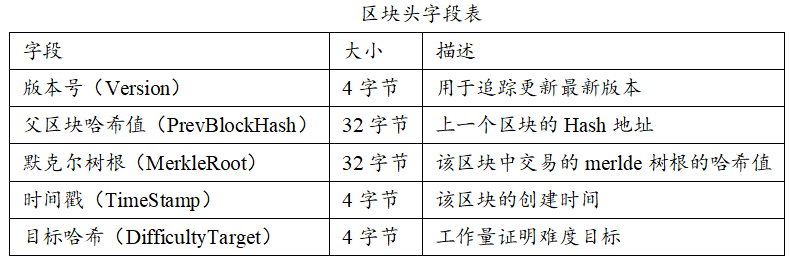 区块头字段表
字段 大小 描述
版本号（Version） 4 字节 用于追踪更新最新版本
父区块哈希值（PrevBlockHash） 32 字节 上一个区块的 Hash 地址
默克尔树根（MerkleRoot） 32 字节 该区块中交易的 merlde 树根的哈希值
时间戳（TimeStamp） 4 字节 该区块的创建时间
目标哈希（DifficultyTarget） 4 字节 工作量证明难度目标